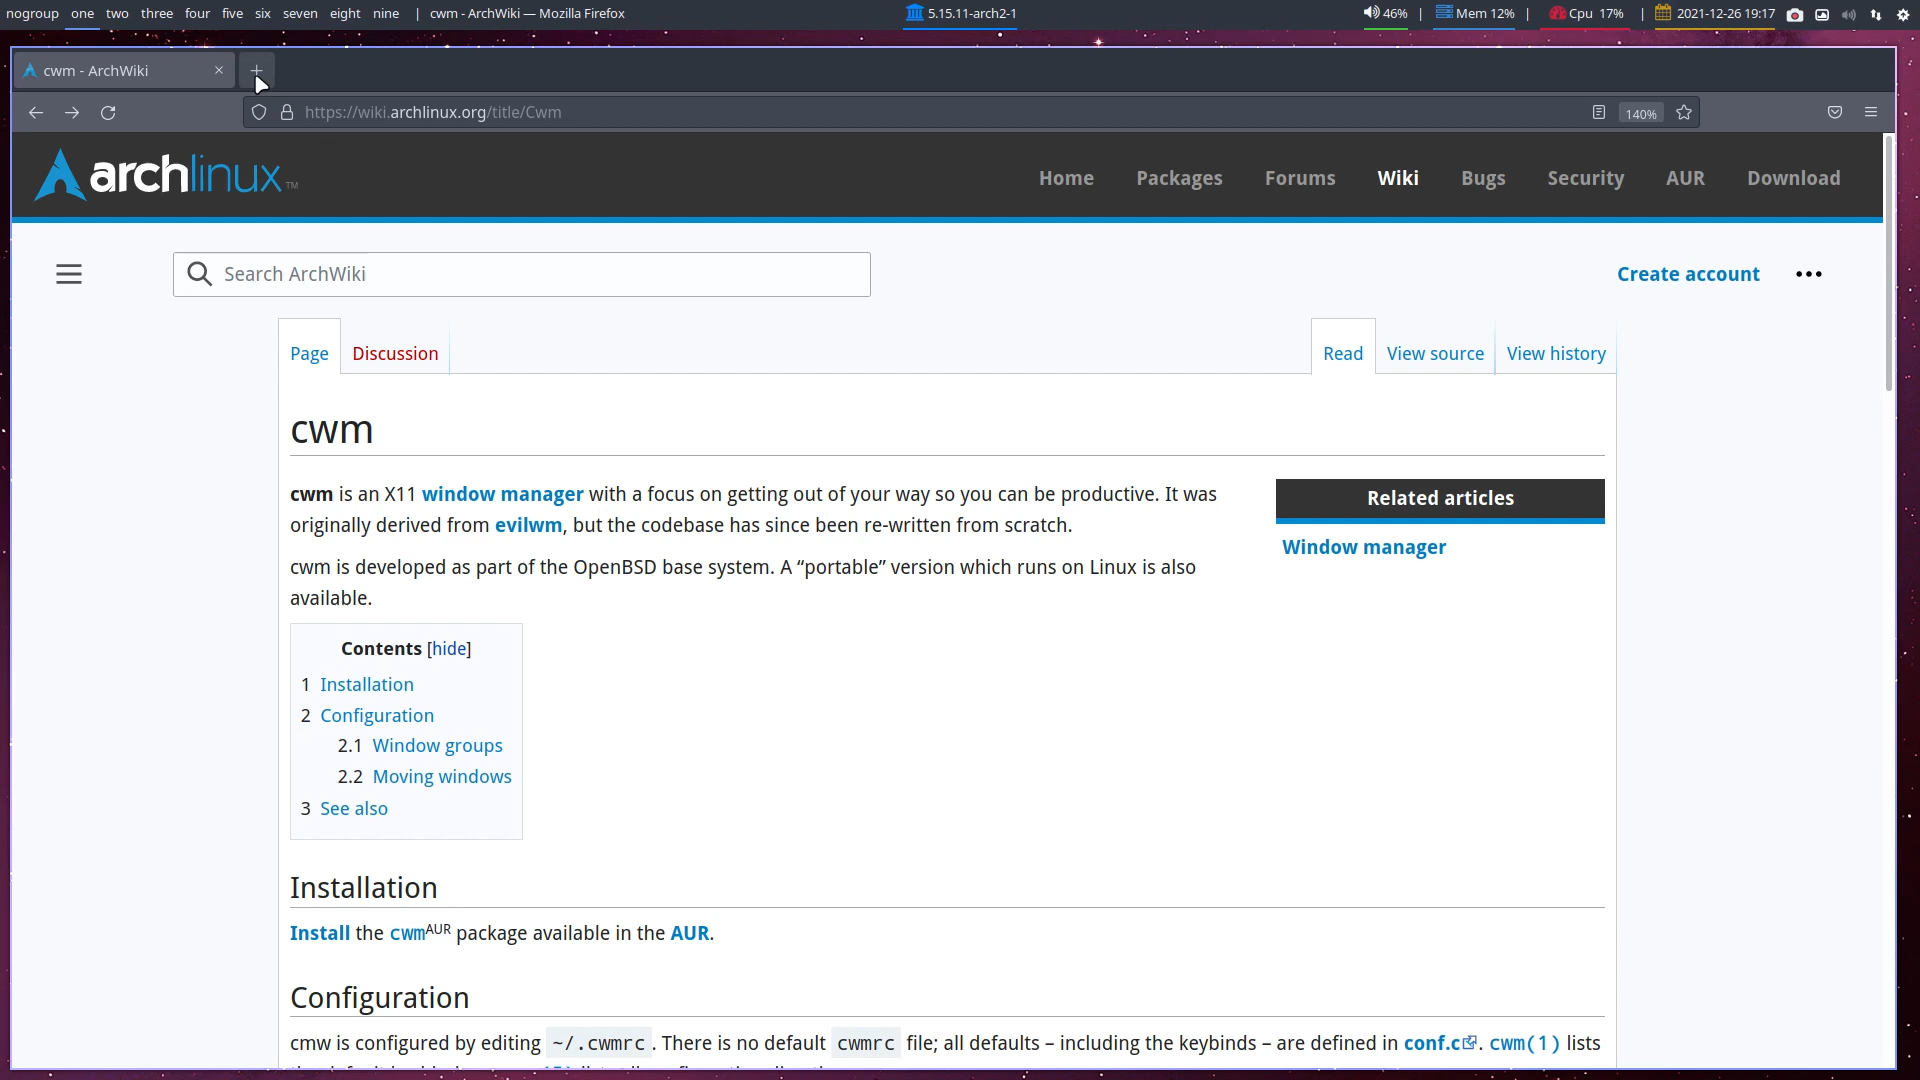 nogroup one two three four five six seven eight nine | cwm - ArchWiki — Mozilla Firefox 5.15.11-arch2-1 46% | Mem 12% | Cpu 17% | 2021-12-26 19:17
cwm - ArchWiki
https://wiki.archlinux.org/title/Cwm 140%
archlinux™ Home Packages Forums Wiki Bugs Security AUR Download
Search ArchWiki Create account
Page Discussion Read View source View history
cwm
cwm is an X11 window manager with a focus on getting out of your way so you can be productive. It was
originally derived from evilwm, but the codebase has since been re-written from scratch.
cwm is developed as part of the OpenBSD base system. A “portable” version which runs on Linux is also
available.
Related articles
Window manager
Contents [hide]
1 Installation
2 Configuration
2.1 Window groups
2.2 Moving windows
3 See also
Installation
Install the cwmAUR package available in the AUR.
Configuration
cmw is configured by editing ~/.cwmrc. There is no default cwmrc file; all defaults – including the keybinds – are defined in conf.c. cwm(1) lists